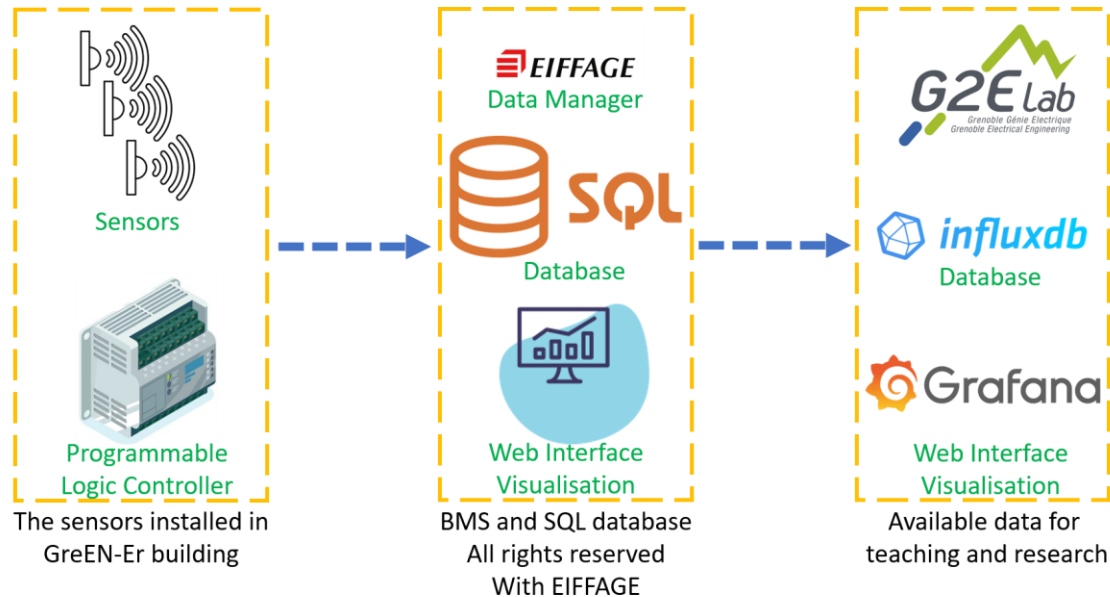 Sensors
Programmable
Logic Controller
The sensors installed in
GreEN-Er building
EIFFAGE
Data Manager
SQL
Database
Web Interface
Visualisation
BMS and SQL database
All rights reserved
With EIFFAGE
G2Elab
Grenoble Génie Electrique
Grenoble Electrical Engineering
influxdb
Database
Grafana
Web Interface
Visualisation
Available data for
teaching and research